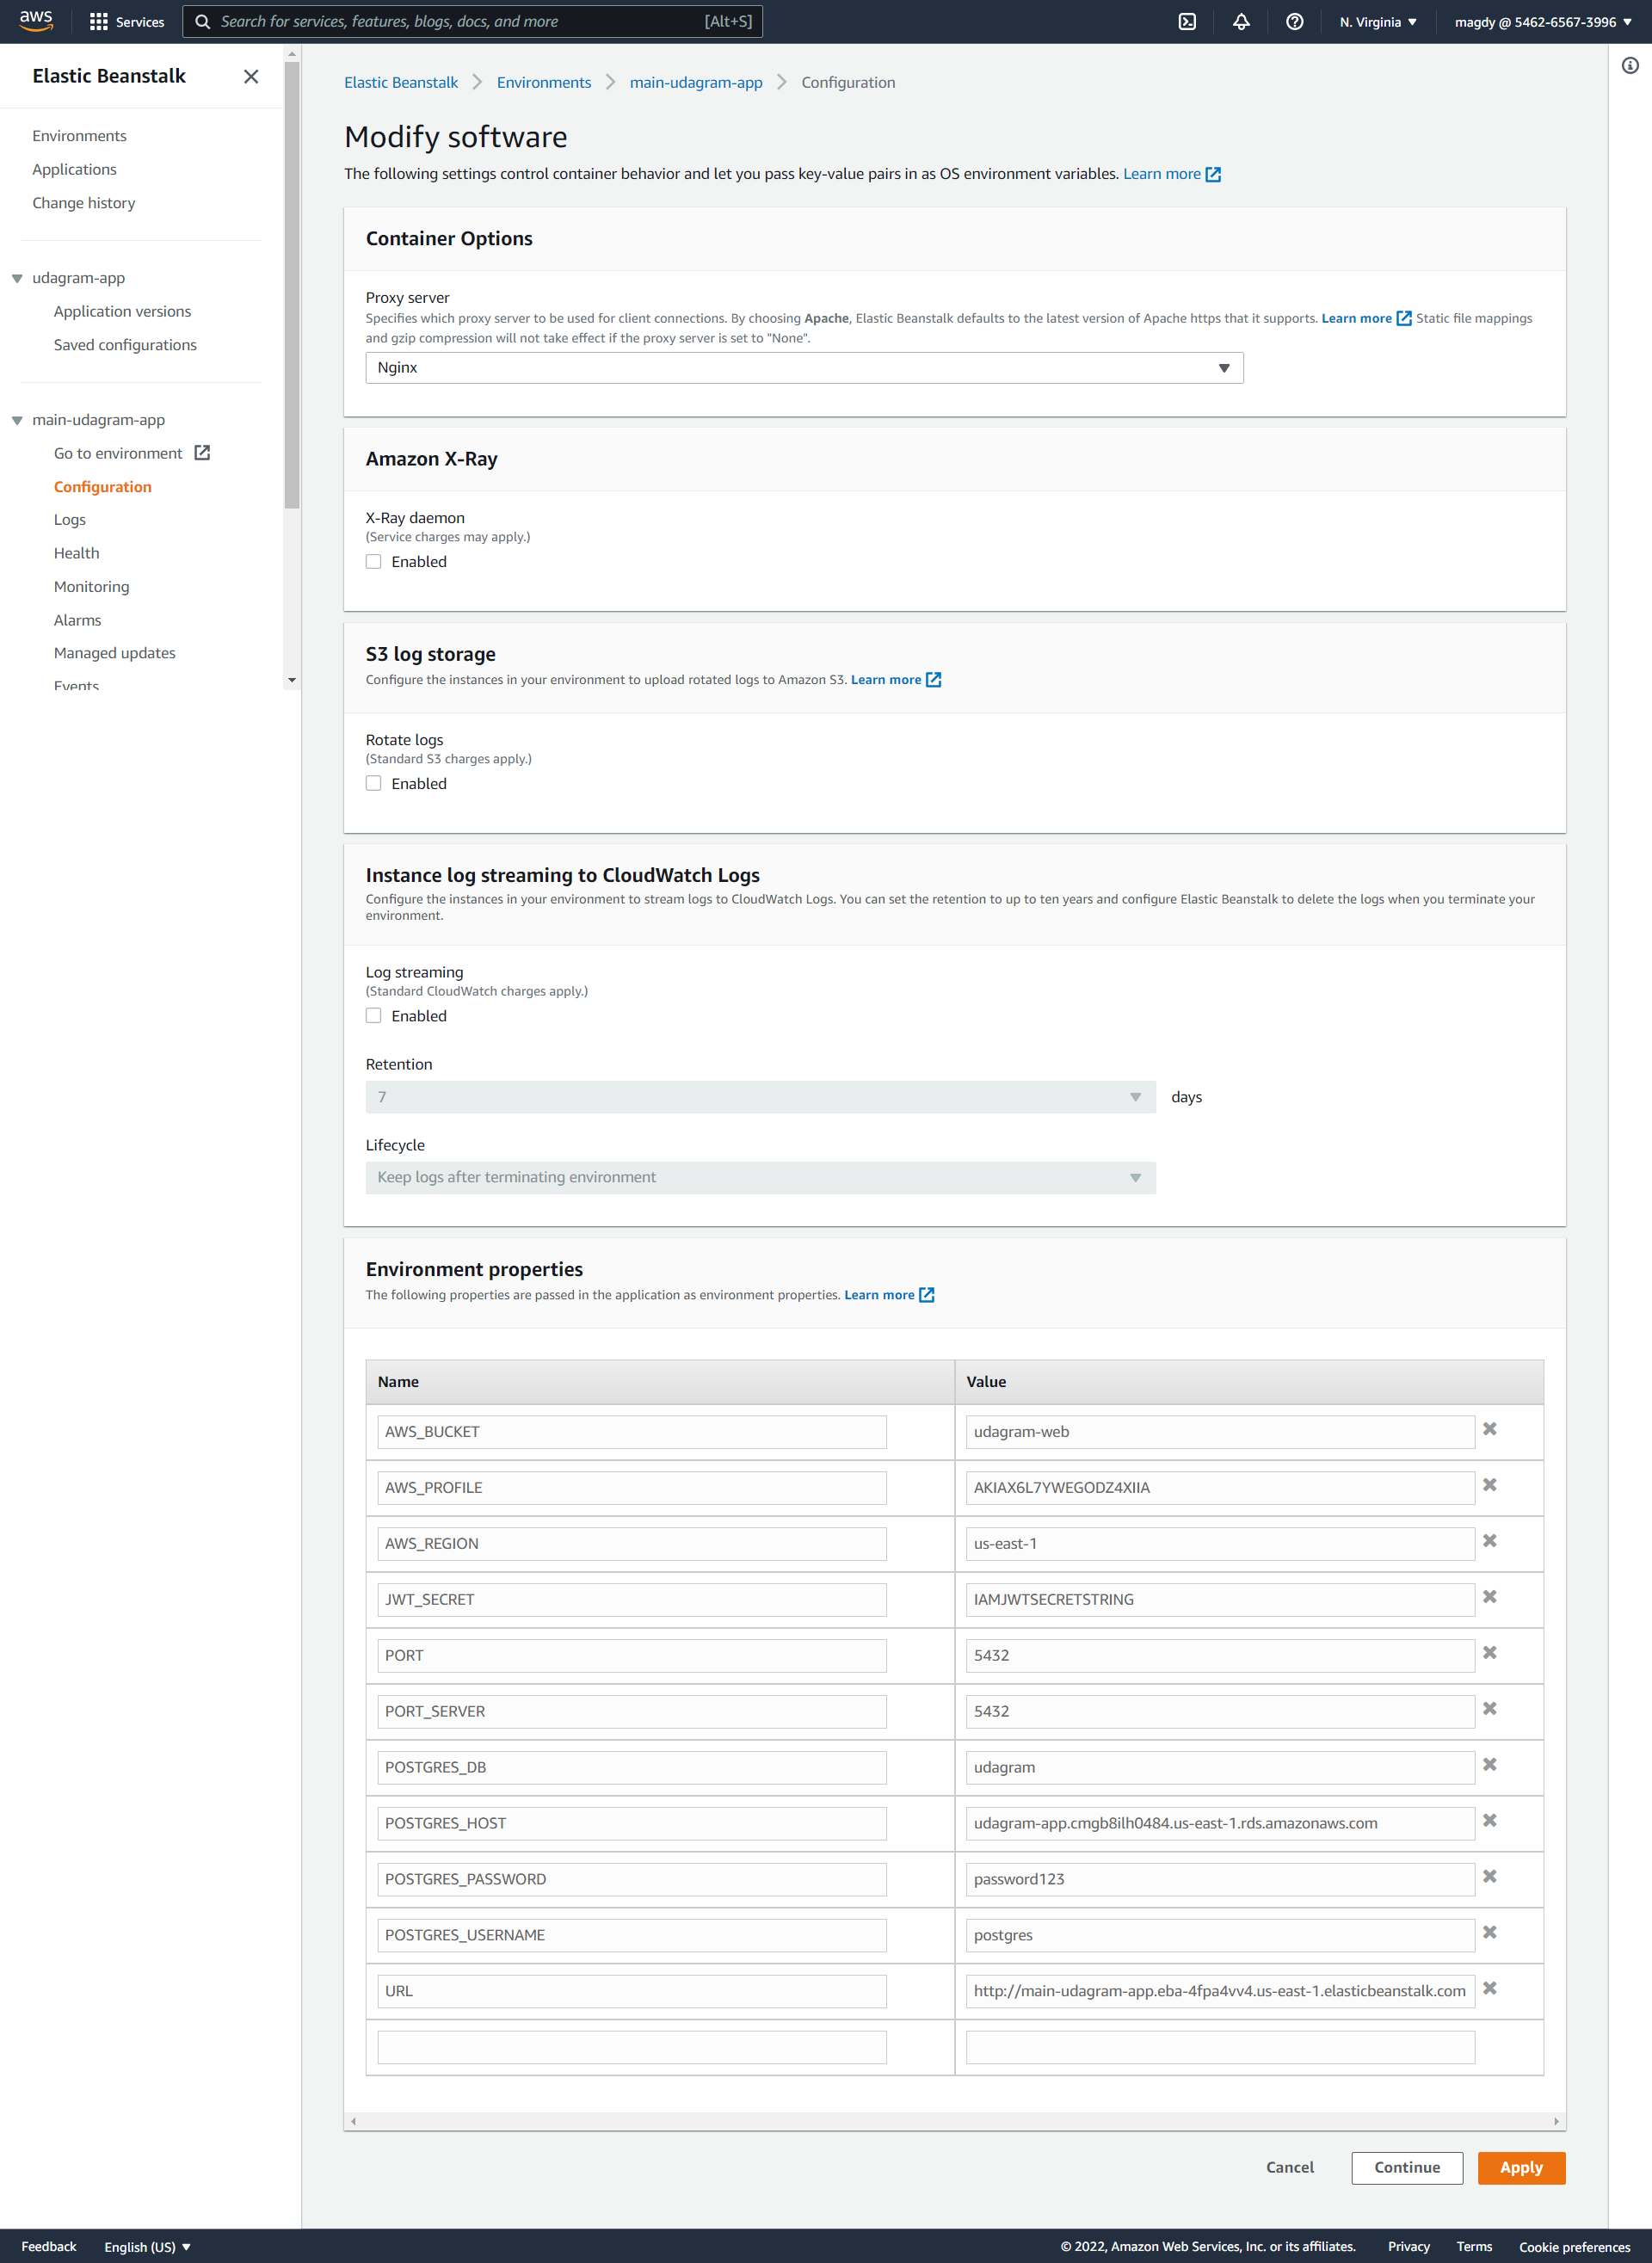 aws
Services
Search for services, features, blogs, docs, and more
[Alt+S]
N. Virginia
magdy @ 5462-6567-3996
Elastic Beanstalk
Environments
Applications
Change history
udagram-app
Application versions
Saved configurations
main-udagram-app
Go to environment
Configuration
Logs
Health
Monitoring
Alarms
Managed updates
Events
Elastic Beanstalk > Environments > main-udagram-app > Configuration
Modify software
The following settings control container behavior and let you pass key-value pairs in as OS environment variables. Learn more
Container Options
Proxy server
Specifies which proxy server to be used for client connections. By choosing Apache, Elastic Beanstalk defaults to the latest version of Apache https that it supports. Learn more Static file mappings
and gzip compression will not take effect if the proxy server is set to "None".
Nginx
Amazon X-Ray
X-Ray daemon
(Service charges may apply.)
Enabled
S3 log storage
Configure the instances in your environment to upload rotated logs to Amazon S3. Learn more
Rotate logs
(Standard S3 charges apply.)
Enabled
Instance log streaming to CloudWatch Logs
Configure the instances in your environment to stream logs to CloudWatch Logs. You can set the retention to up to ten years and configure Elastic Beanstalk to delete the logs when you terminate your
environment.
Log streaming
(Standard CloudWatch charges apply.)
Enabled
Retention
7 days
Lifecycle
Keep logs after terminating environment
Environment properties
The following properties are passed in the application as environment properties. Learn more
Name Value
AWS_BUCKET udagram-web
AWS_PROFILE AKIAX6L7YWEGODZ4XIIA
AWS_REGION us-east-1
JWT_SECRET IAMJWTSECRETSTRING
PORT 5432
PORT_SERVER 5432
POSTGRES_DB udagram
POSTGRES_HOST udagram-app.cmgb8ilh0484.us-east-1.rds.amazonaws.com
POSTGRES_PASSWORD password123
POSTGRES_USERNAME postgres
URL http://main-udagram-app.eba-4fpa4vv4.us-east-1.elasticbeanstalk.com
Cancel Continue Apply
Feedback English (US) © 2022, Amazon Web Services, Inc. or its affiliates. Privacy Terms Cookie preferences